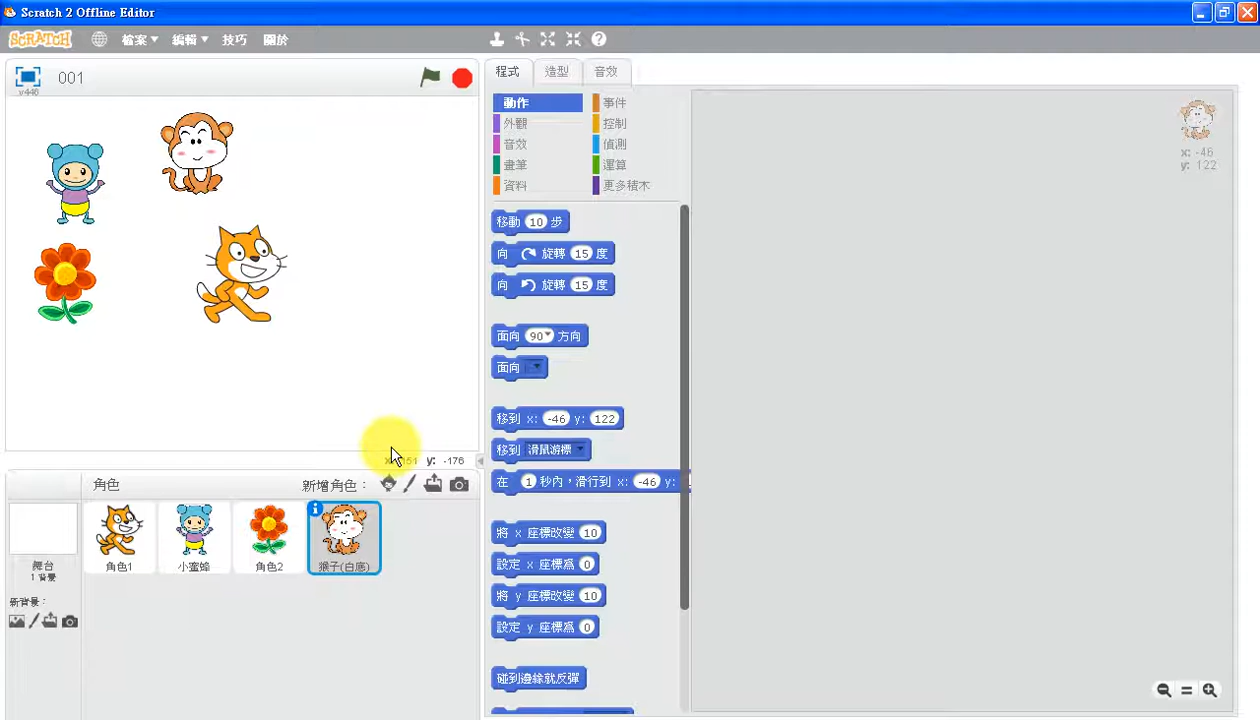 Scratch 2 Offline Editor
SCRATCH 檔案 編輯 技巧 關於
001
v446
程式 造型 音效
動作 事件
外觀 控制
音效 偵測
畫筆 運算
資料 更多積木
x: -46
y: 122
移動 10 步
向 旋轉 15 度
向 旋轉 15 度
面向 90 方向
面向
移到 x: -46 y: 122
移到 滑鼠游標
在 1 秒內,滑行到 x: -46 y:
將 x 座標改變 10
設定 x 座標為 0
將 y 座標改變 10
設定 y 座標為 0
碰到邊緣就反彈
y: -176
角色 新增角色:
角色1 小蜜蜂 角色2 猴子(白底)
舞台
1 背景
新背景: